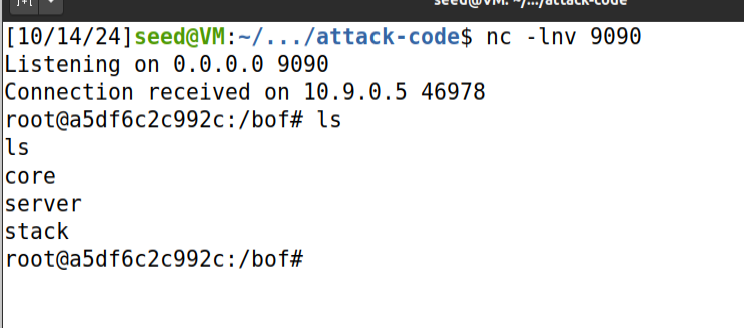 seed@VM: ~/.../attack-code
[10/14/24]seed@VM:~/.../attack-code$ nc -lnv 9090
Listening on 0.0.0.0 9090
Connection received on 10.9.0.5 46978
root@a5df6c2c992c:/bof# ls
ls
core
server
stack
root@a5df6c2c992c:/bof#